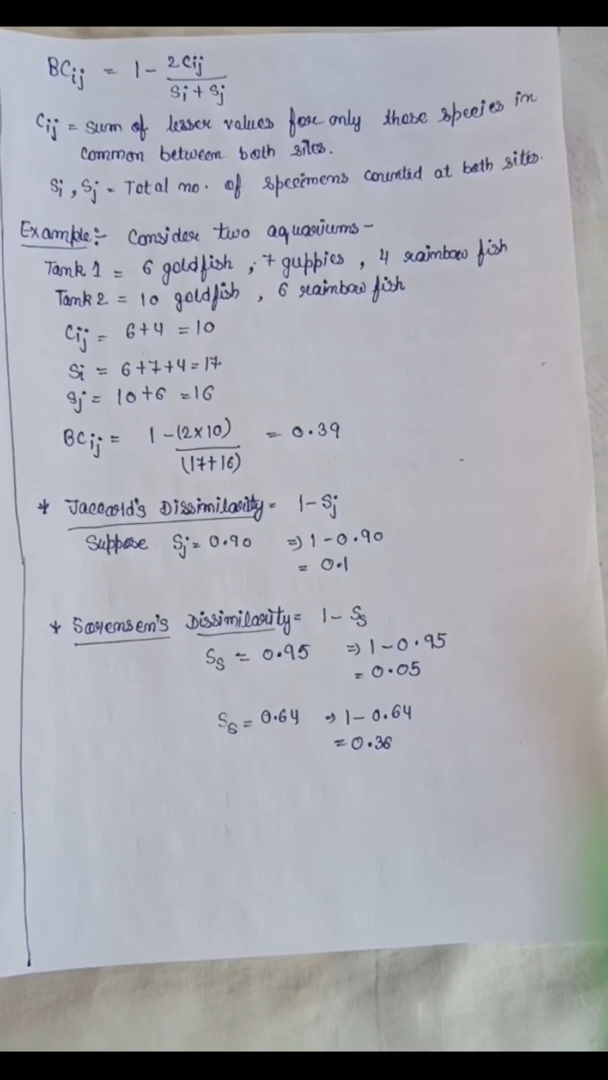 BCij = 1 - 2Cij / Si + Sj
Cij = sum of lesser values for only those species in
common between both sites.
Si, Sj = Total no. of specimens counted at both sites.
Example:- Consider two aquariums-
Tank 1 = 6 goldfish, 7 guppies, 4 rainbow fish
Tank 2 = 10 goldfish, 6 rainbow fish
Cij = 6+4 = 10
Si = 6+7+4 = 17
Sj = 10+6 = 16
BCij = 1 - (2×10) / (17+16) = 0.39
* Jaccard's Dissimilarity = 1 - Sj
Suppose Sj = 0.90 ⇒ 1 - 0.90
= 0.1
* Sorensen's Dissimilarity = 1 - Ss
Ss = 0.95 ⇒ 1 - 0.95
= 0.05
Ss = 0.64 ⇒ 1 - 0.64
= 0.36